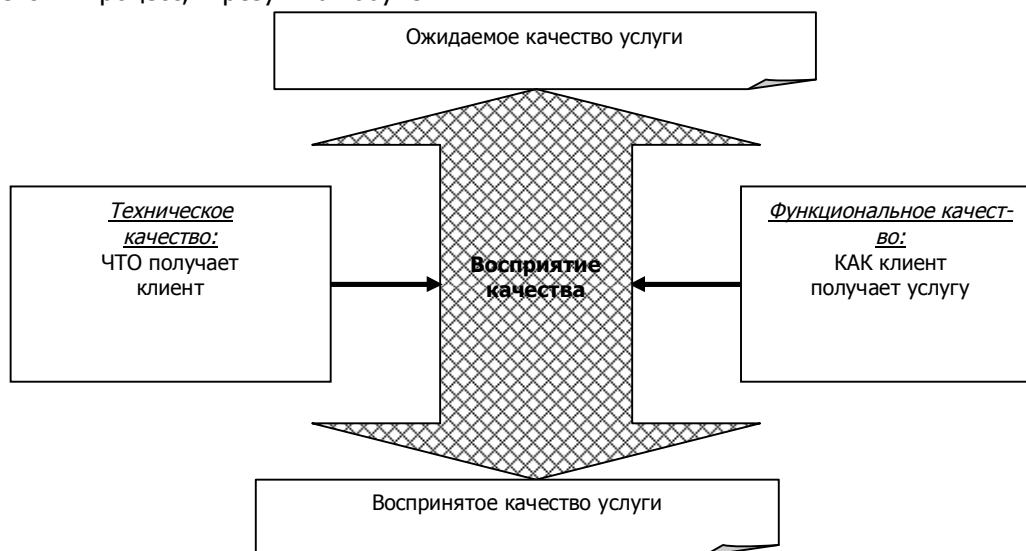 Ожидаемое качество услуги
Техническое
качество:
ЧТО получает
клиент
Восприятие
качества
Функциональное качест-
во:
КАК клиент
получает услугу
Воспринятое качество услуги